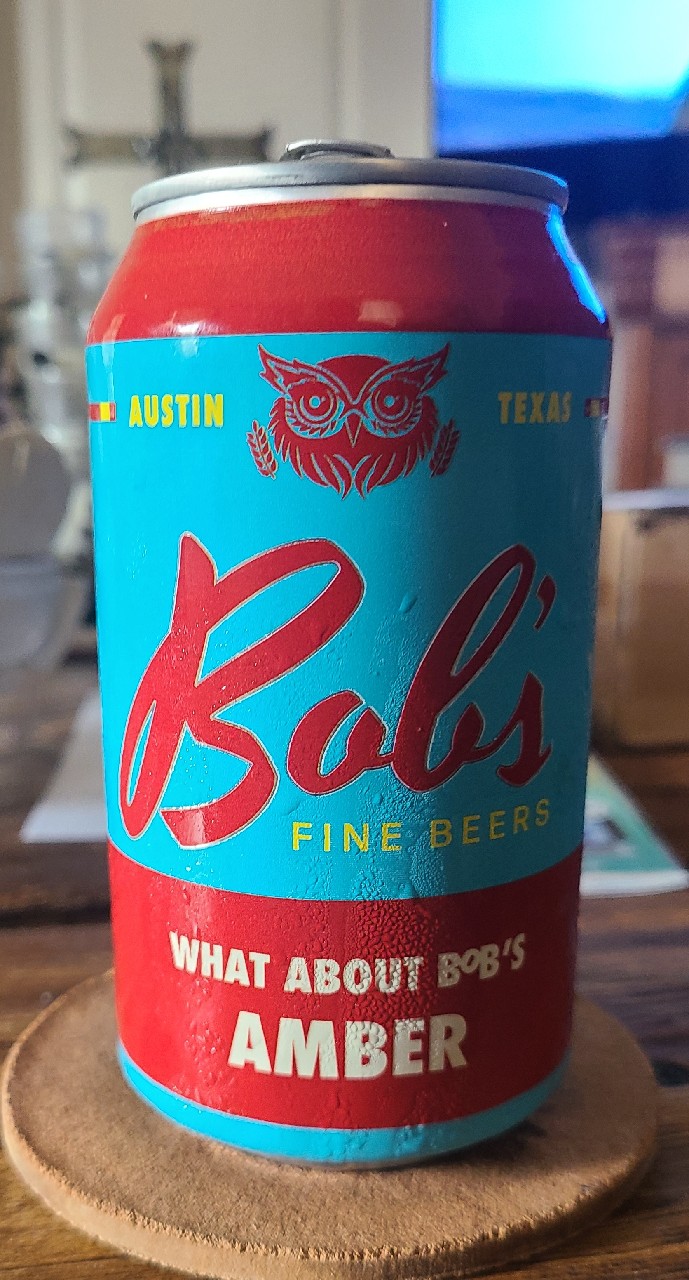 AUSTIN TEXAS
Bob's
FINE BEERS
WHAT ABOUT BOB'S
AMBER